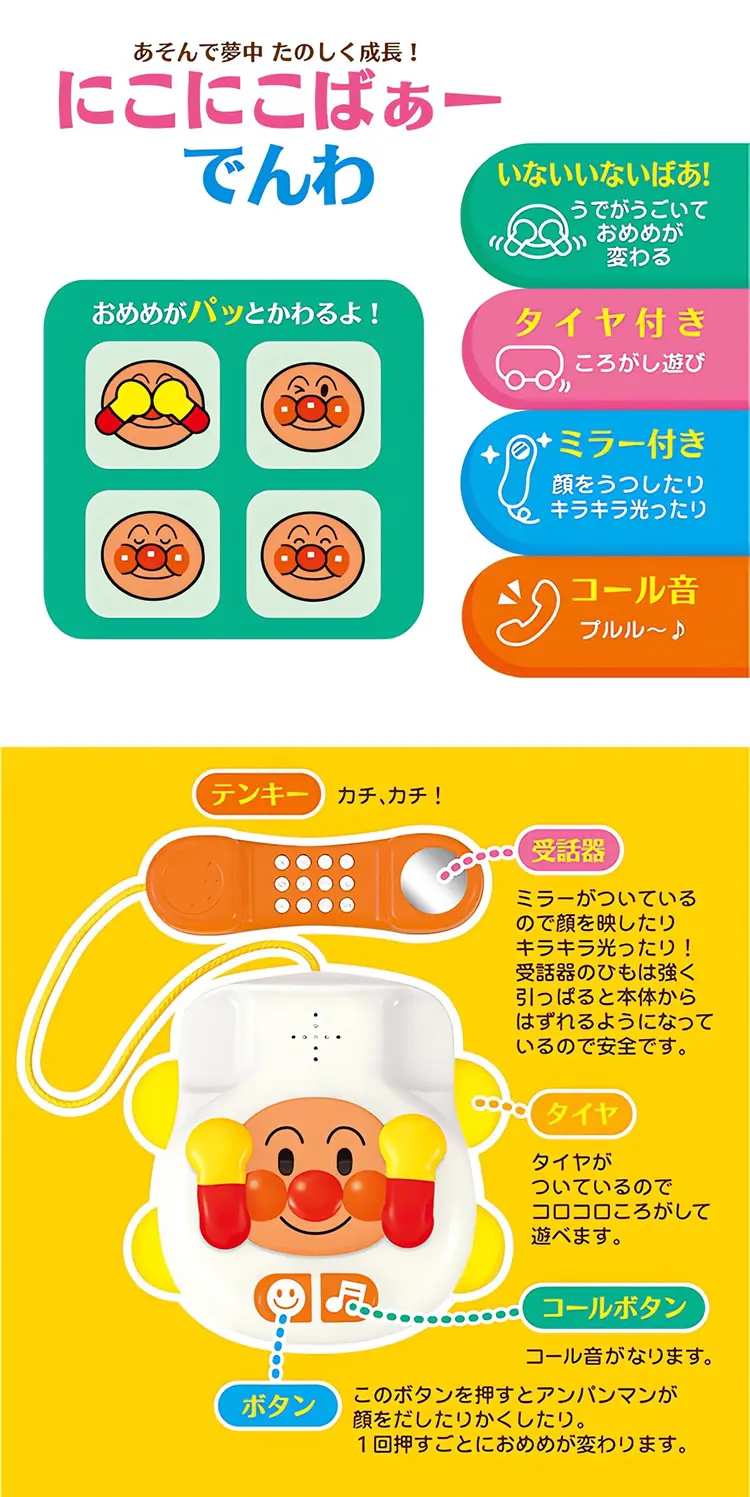 あそんで夢中 たのしく成長！
にこにこばぁー
でんわ
いないいないばあ!
うでがうごいて
おめめが
変わる
おめめがパッとかわるよ！
タイヤ付き
ころがし遊び
ミラー付き
顔をうつしたり
キラキラ光ったり
コール音
プルル〜♪
テンキー
カチ、カチ！
受話器
ミラーがついている
ので顔を映したり
キラキラ光ったり！
受話器のひもは強く
引っぱると本体から
はずれるようになって
いるので安全です。
タイヤ
タイヤが
ついているので
コロコロころがして
遊べます。
コールボタン
コール音がなります。
ボタン
このボタンを押すとアンパンマンが
顔をだしたりかくしたり。
１回押すごとにおめめが変わります。